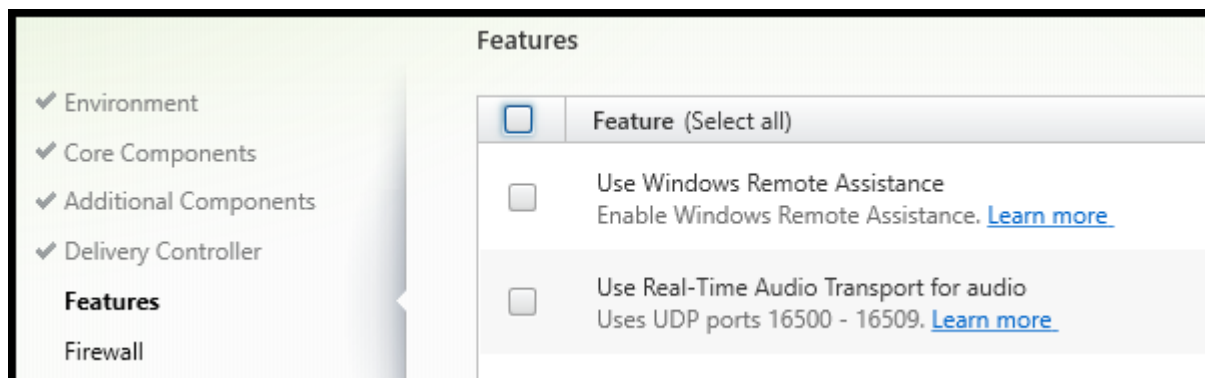 Features
Environment
Core Components
Additional Components
Delivery Controller
Features
Firewall
Feature (Select all)
Use Windows Remote Assistance
Enable Windows Remote Assistance. Learn more
Use Real-Time Audio Transport for audio
Uses UDP ports 16500 - 16509. Learn more